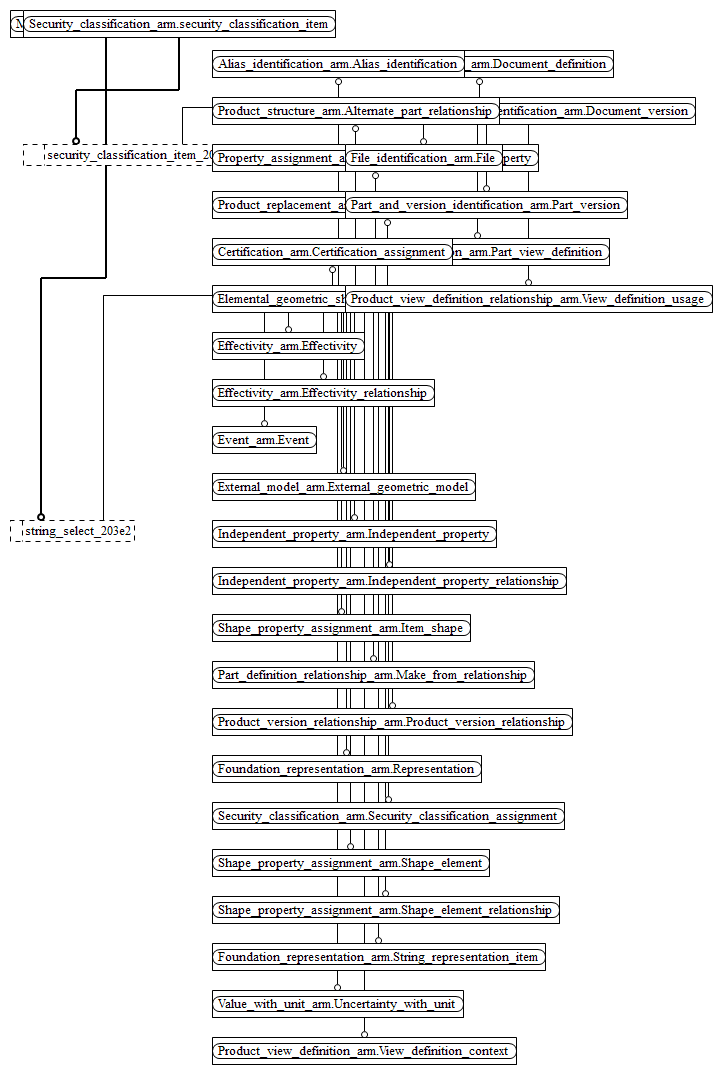 Security_classification_arm.security_classification_item
Alias_identification_arm.Alias_identification
_arm.Document_definition
Product_structure_arm.Alternate_part_relationship
entification_arm.Document_version
security_classification_item_20
Property_assignment_a
File_identification_arm.File
perty
Product_replacement_a
Part_and_version_identification_arm.Part_version
Certification_arm.Certification_assignment
n_arm.Part_view_definition
Elemental_geometric_s
Product_view_definition_relationship_arm.View_definition_usage
Effectivity_arm.Effectivity
Effectivity_arm.Effectivity_relationship
Event_arm.Event
External_model_arm.External_geometric_model
string_select_203e2
Independent_property_arm.Independent_property
Independent_property_arm.Independent_property_relationship
Shape_property_assignment_arm.Item_shape
Part_definition_relationship_arm.Make_from_relationship
Product_version_relationship_arm.Product_version_relationship
Foundation_representation_arm.Representation
Security_classification_arm.Security_classification_assignment
Shape_property_assignment_arm.Shape_element
Shape_property_assignment_arm.Shape_element_relationship
Foundation_representation_arm.String_representation_item
Value_with_unit_arm.Uncertainty_with_unit
Product_view_definition_arm.View_definition_context